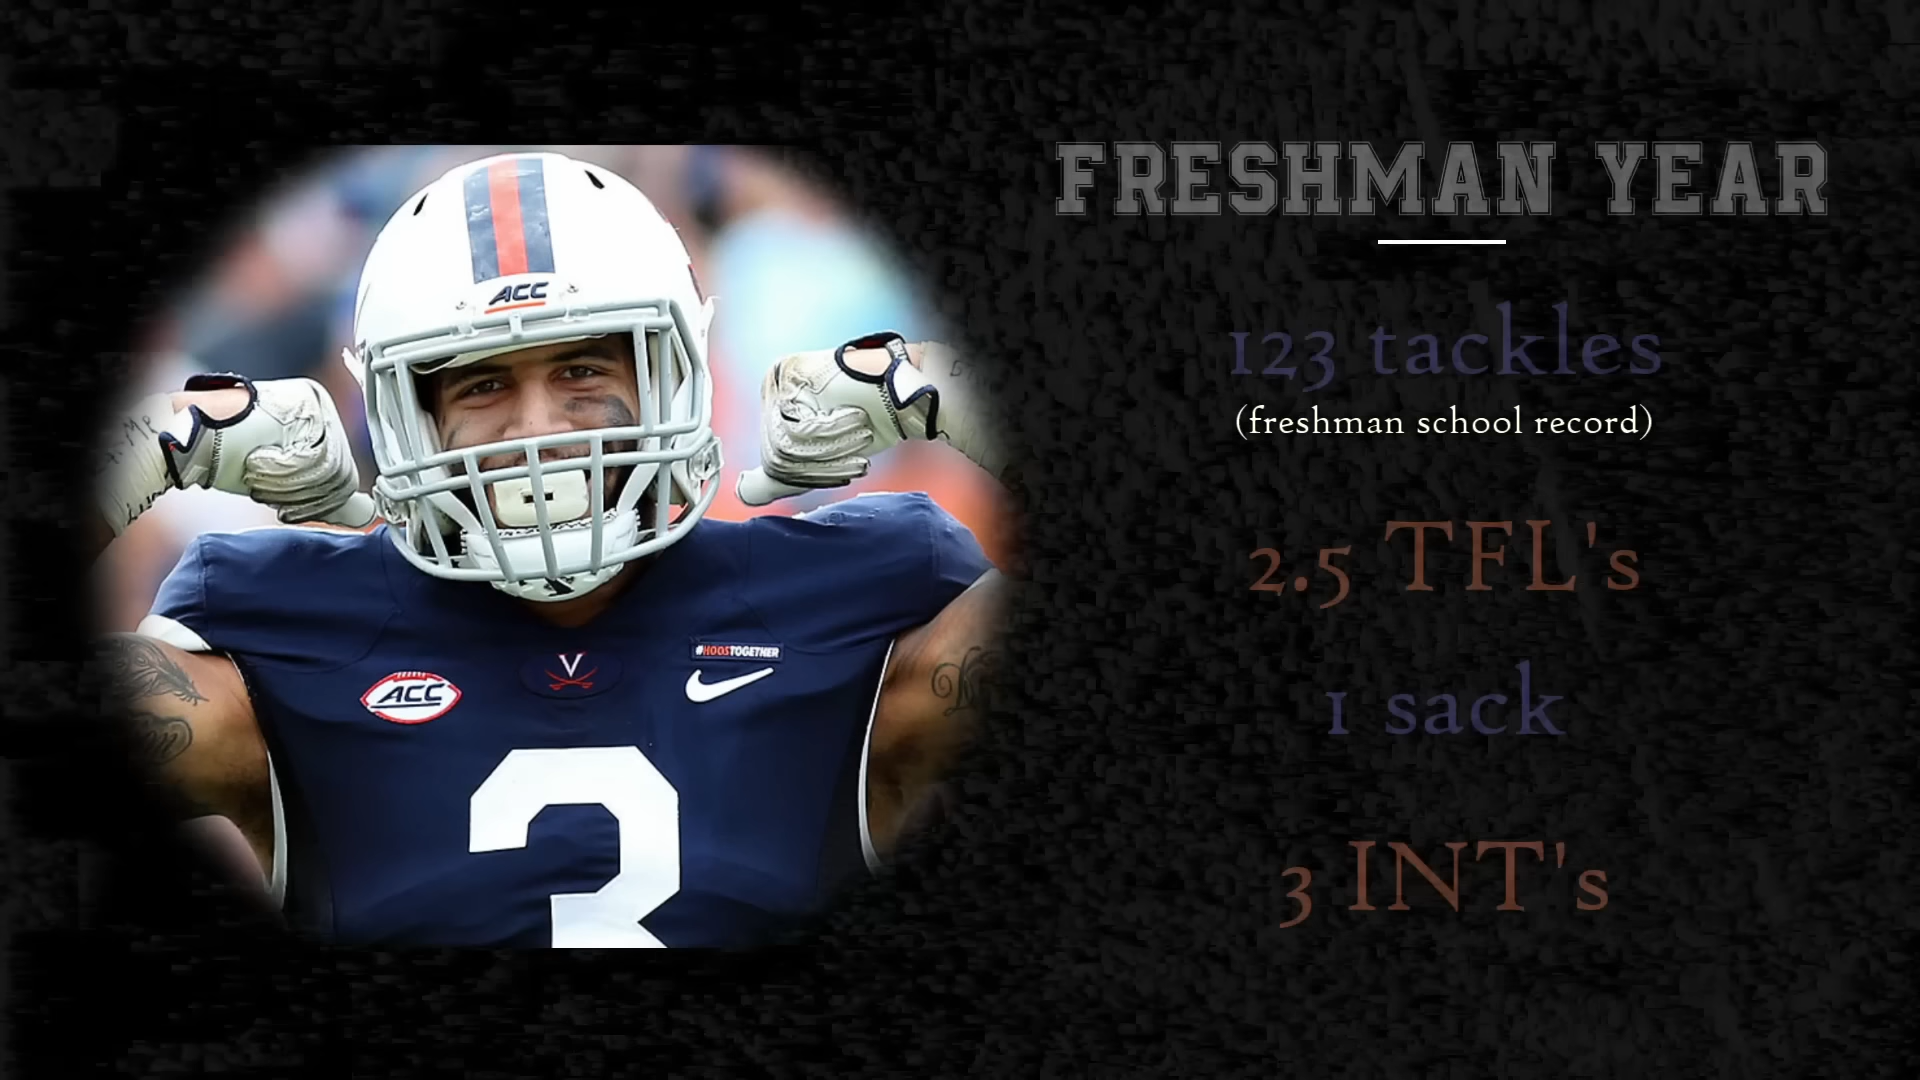 FRESHMAN YEAR
123 tackles
(freshman school record)
2.5 TFL's
1 sack
3 INT's
ACC
#HOOSTOGETHER
V
ACC
3